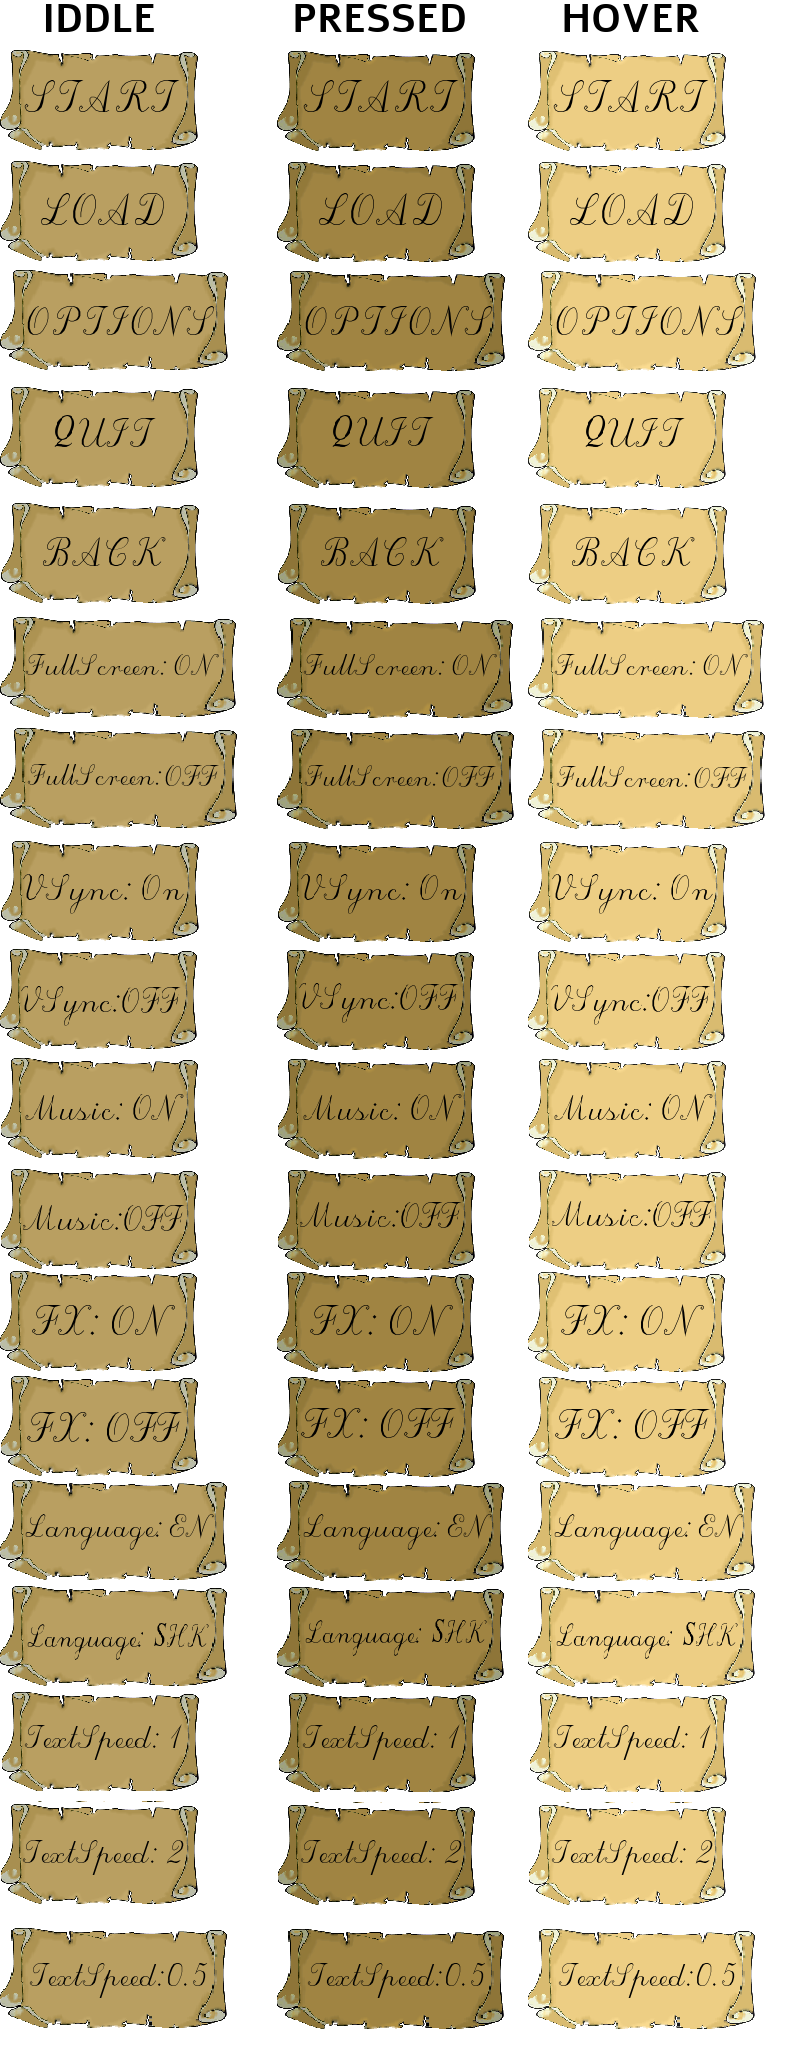 IDDLE PRESSED HOVER
START START START
LOAD LOAD LOAD
OPTIONS OPTIONS OPTIONS
QUIT QUIT QUIT
BACK BACK BACK
FullScreen: ON FullScreen: ON FullScreen: ON
FullScreen:OFF FullScreen:OFF FullScreen:OFF
VSync: On VSync: On VSync: On
VSync:OFF VSync:OFF VSync:OFF
Music: ON Music: ON Music: ON
Music:OFF Music:OFF Music:OFF
FX: ON FX: ON FX: ON
FX: OFF FX: OFF FX: OFF
Language: EN Language: EN Language: EN
Language: SHK Language: SHK Language: SHK
TextSpeed: 1 TextSpeed: 1 TextSpeed: 1
TextSpeed: 2 TextSpeed: 2 TextSpeed: 2
TextSpeed:0.5 TextSpeed:0.5 TextSpeed:0.5